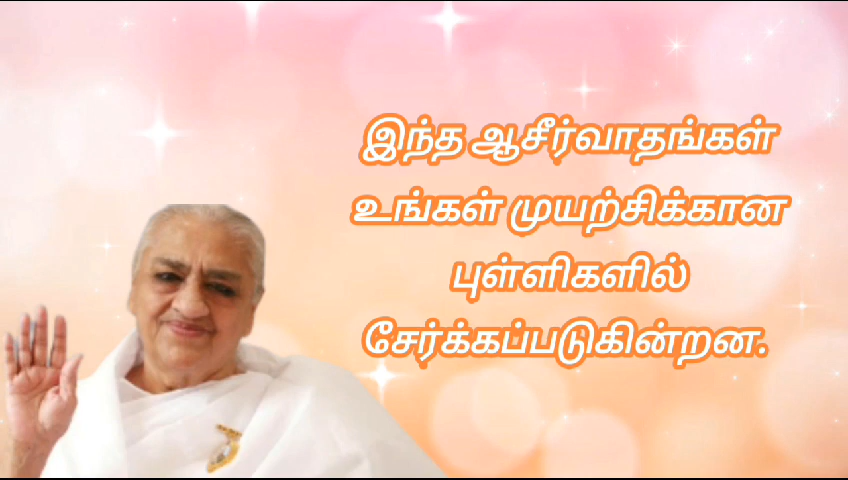 இந்த ஆசீர்வாதங்கள்
உங்கள் முயற்சிக்கான
புள்ளிகளில்
சேர்க்கப்படுகின்றன.